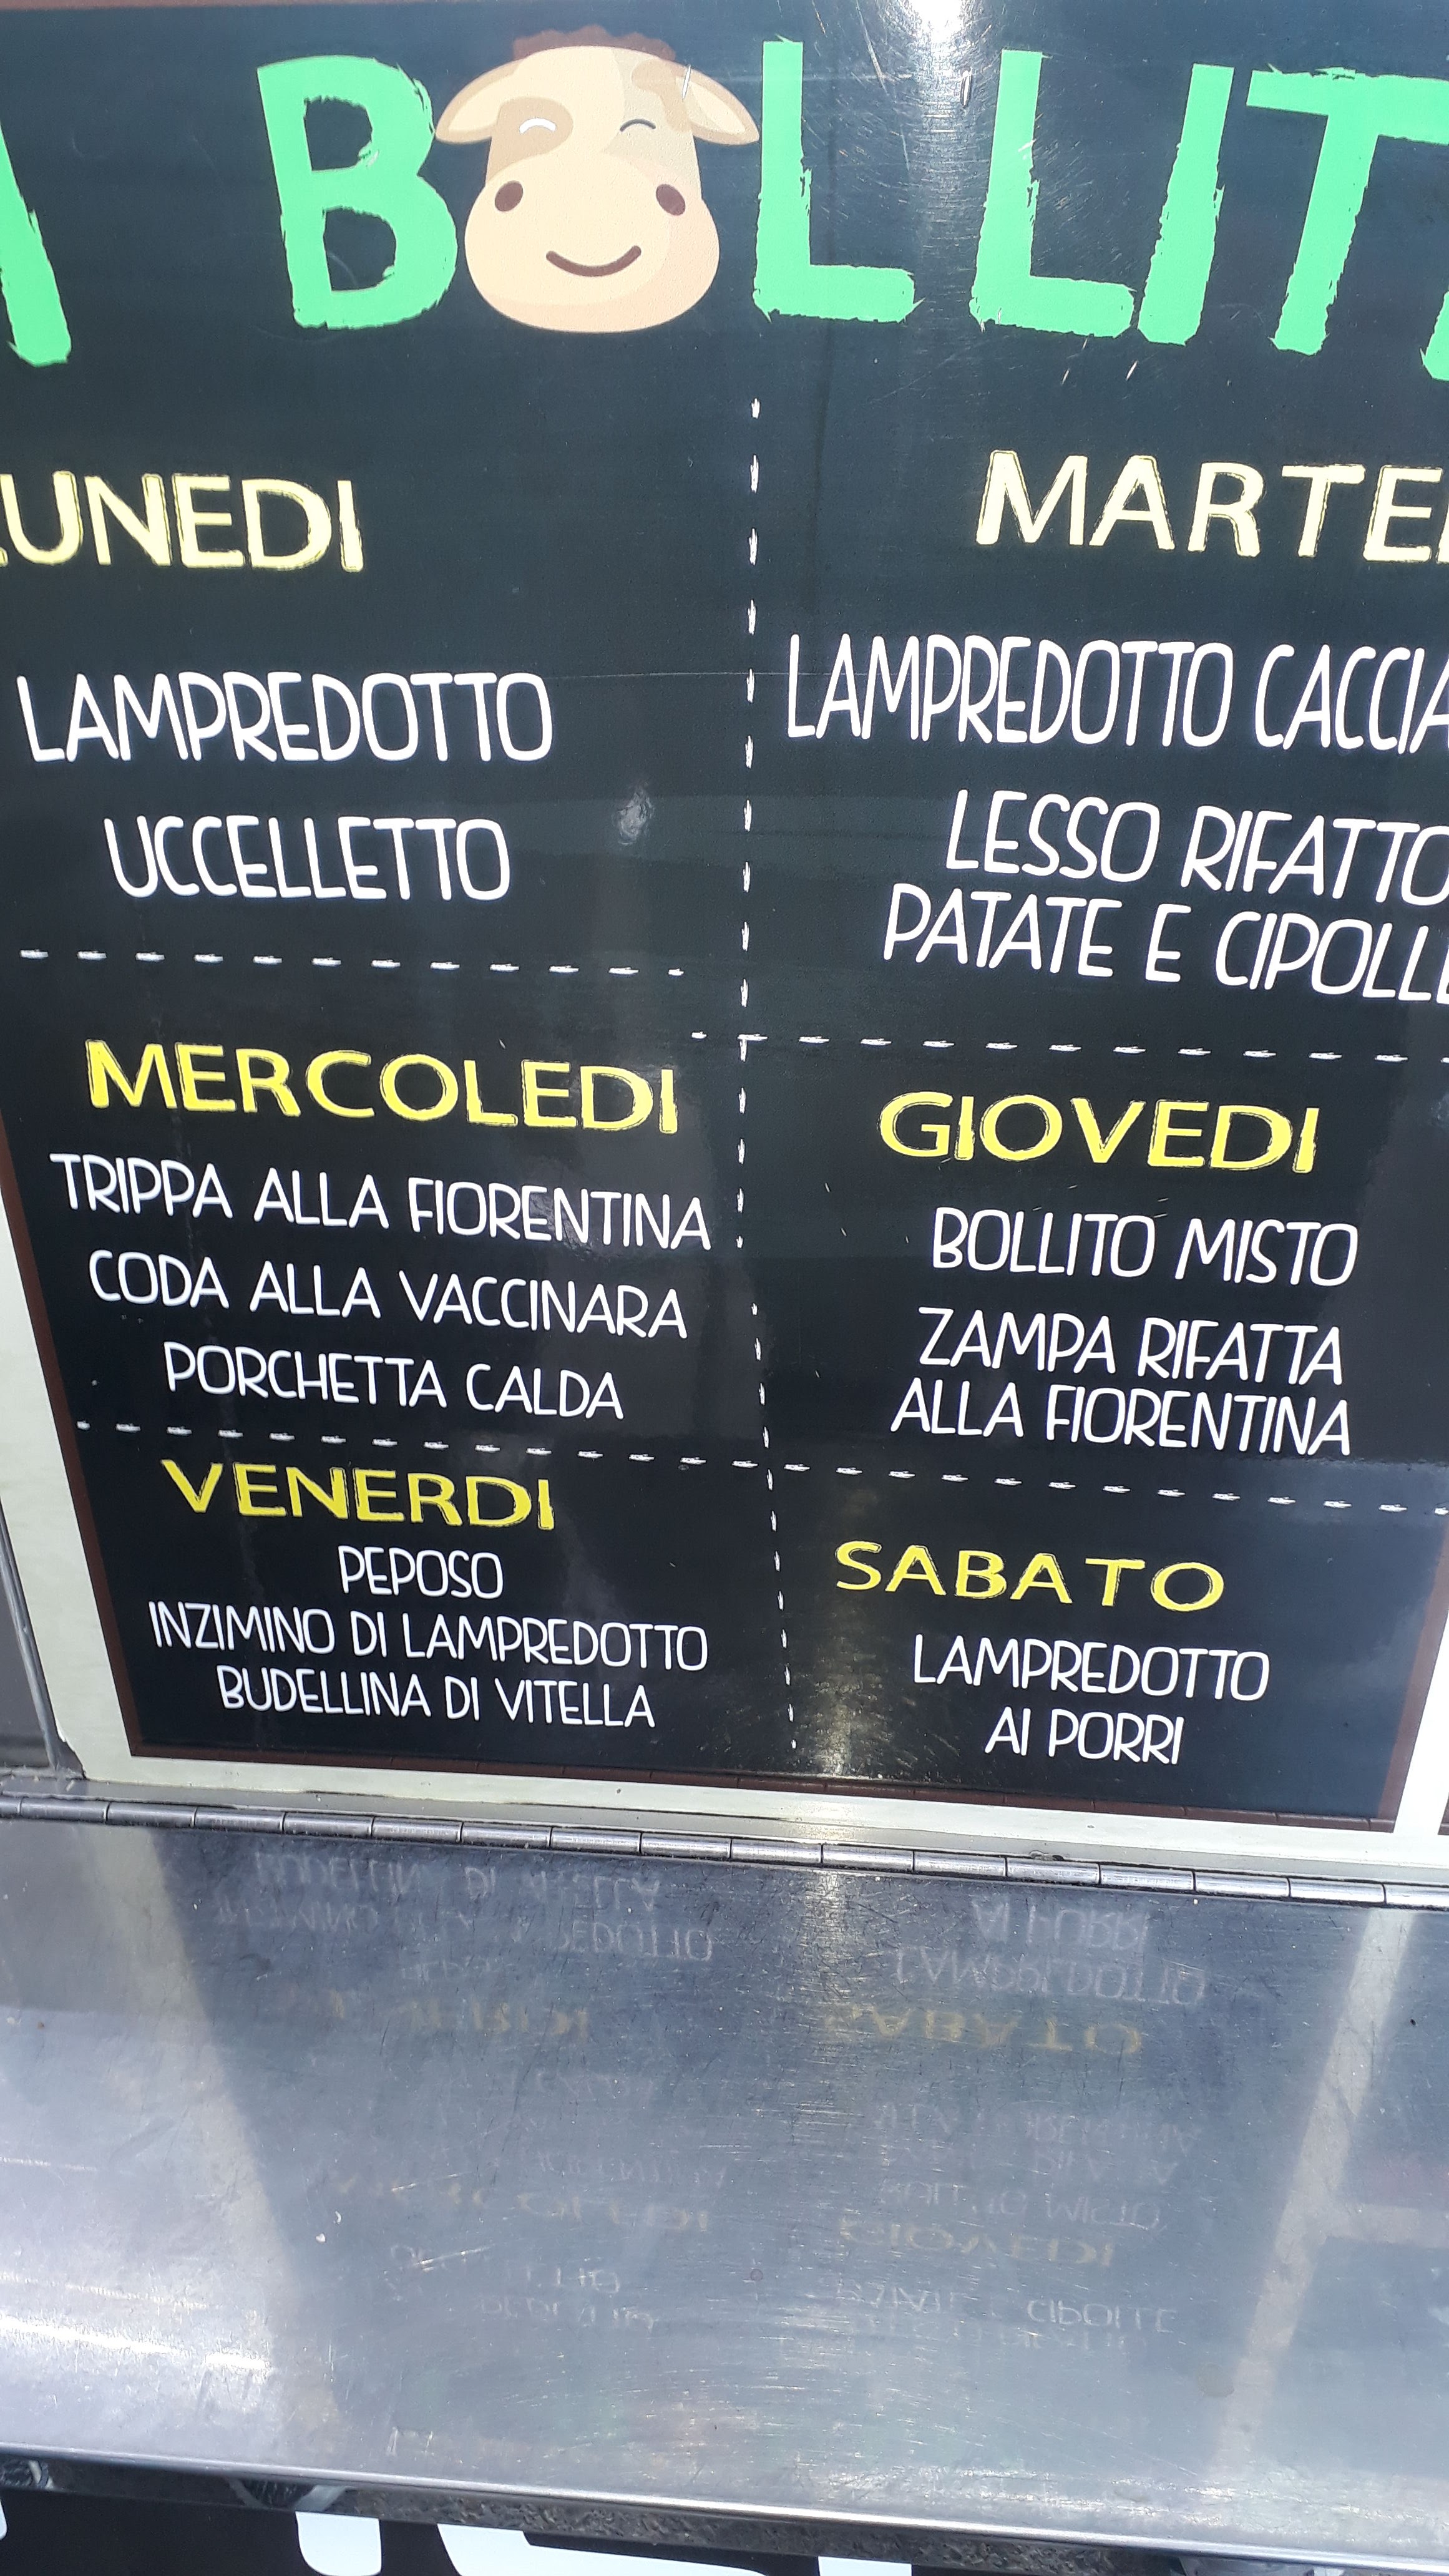 BOLLIT
LUNEDI
LAMPREDOTTO
UCCELLETTO
MARTE
LAMPREDOTTO CACCIA
LESSO RIFATTO
PATATE E CIPOLLE
MERCOLEDI
TRIPPA ALLA FIORENTINA
CODA ALLA VACCINARA
PORCHETTA CALDA
GIOVEDI
BOLLITO MISTO
ZAMPA RIFATTA
ALLA FIORENTINA
VENERDI
PEPOSO
INZIMINO DI LAMPREDOTTO
BUDELLINA DI VITELLA
SABATO
LAMPREDOTTO
AI PORRI